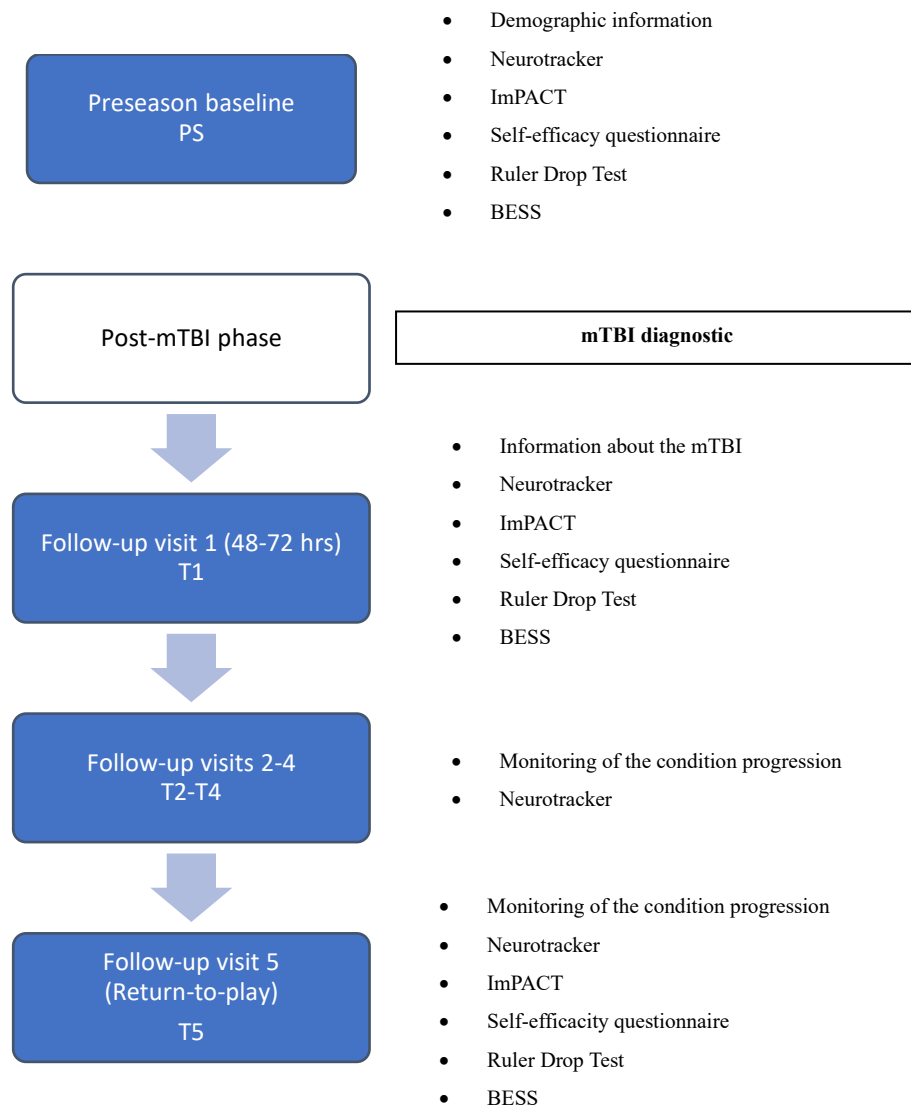 Preseason baseline
PS
• Demographic information
• Neurotracker
• ImPACT
• Self-efficacy questionnaire
• Ruler Drop Test
• BESS
Post-mTBI phase
mTBI diagnostic
Follow-up visit 1 (48-72 hrs)
T1
• Information about the mTBI
• Neurotracker
• ImPACT
• Self-efficacy questionnaire
• Ruler Drop Test
• BESS
Follow-up visits 2-4
T2-T4
• Monitoring of the condition progression
• Neurotracker
Follow-up visit 5
(Return-to-play)
T5
• Monitoring of the condition progression
• Neurotracker
• ImPACT
• Self-efficacity questionnaire
• Ruler Drop Test
• BESS